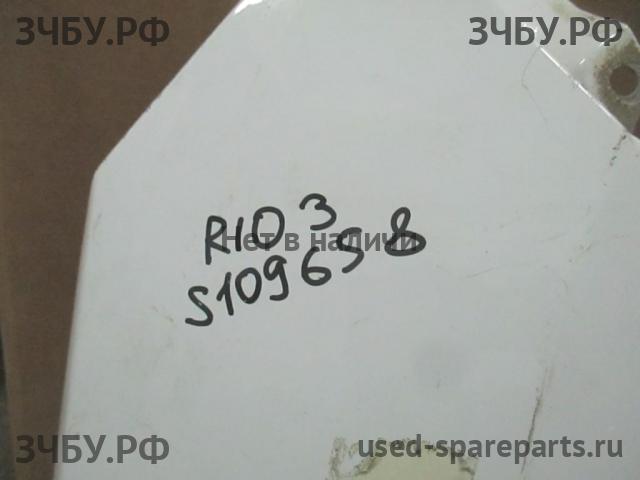 ЗЧБУ.РФ ЗЧБУ.РФ
RIO 3
Нет в наличии
S109658
ЗЧБУ.РФ used-spareparts.ru